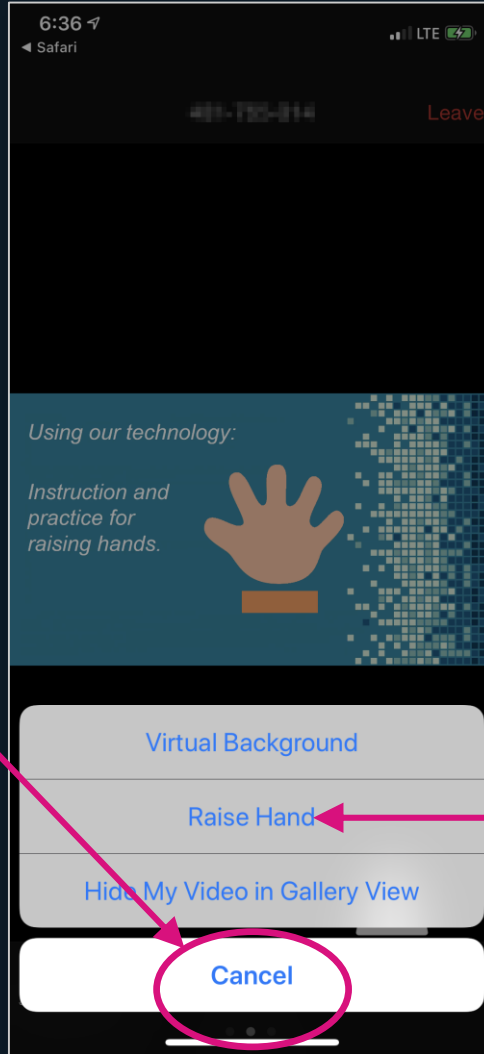 6:36
LTE
◀ Safari
Leave
Using our technology:
Instruction and
practice for
raising hands.
Virtual Background
Raise Hand
Hide My Video in Gallery View
Cancel